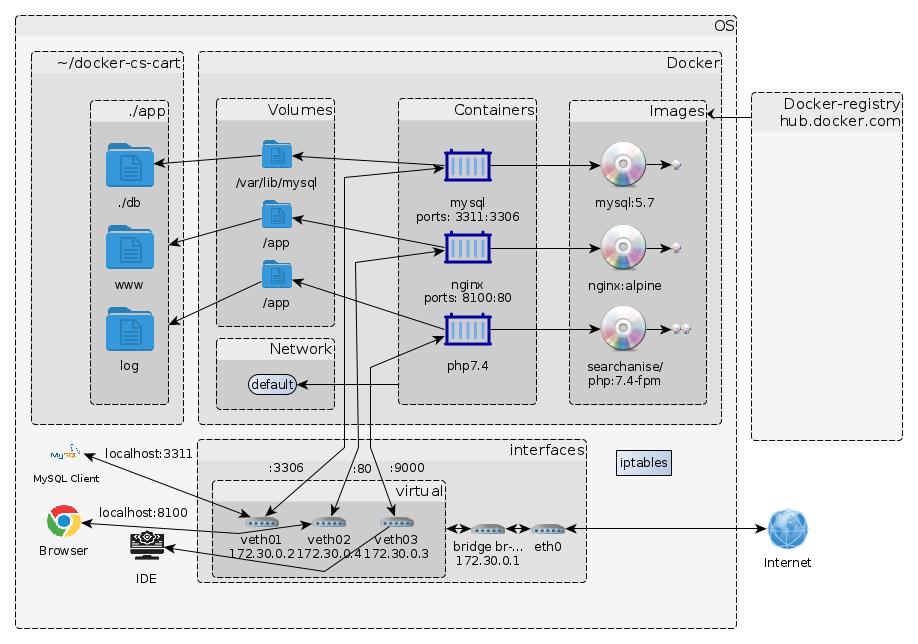 OS
~/docker-cs-cart
Docker
Docker-registry
hub.docker.com
./app
Volumes
Containers
Images
./db
www
log
/var/lib/mysql
/app
/app
mysql
ports: 3311:3306
nginx
ports: 8100:80
php7.4
mysql:5.7
nginx:alpine
searchanise/
php:7.4-fpm
Network
default
interfaces
iptables
MySQL
MySQL Client
localhost:3311
:3306
:80
:9000
virtual
localhost:8100
Browser
IDE
veth01
172.30.0.2
veth02
172.30.0.4
veth03
172.30.0.3
bridge br-...
172.30.0.1
eth0
Internet